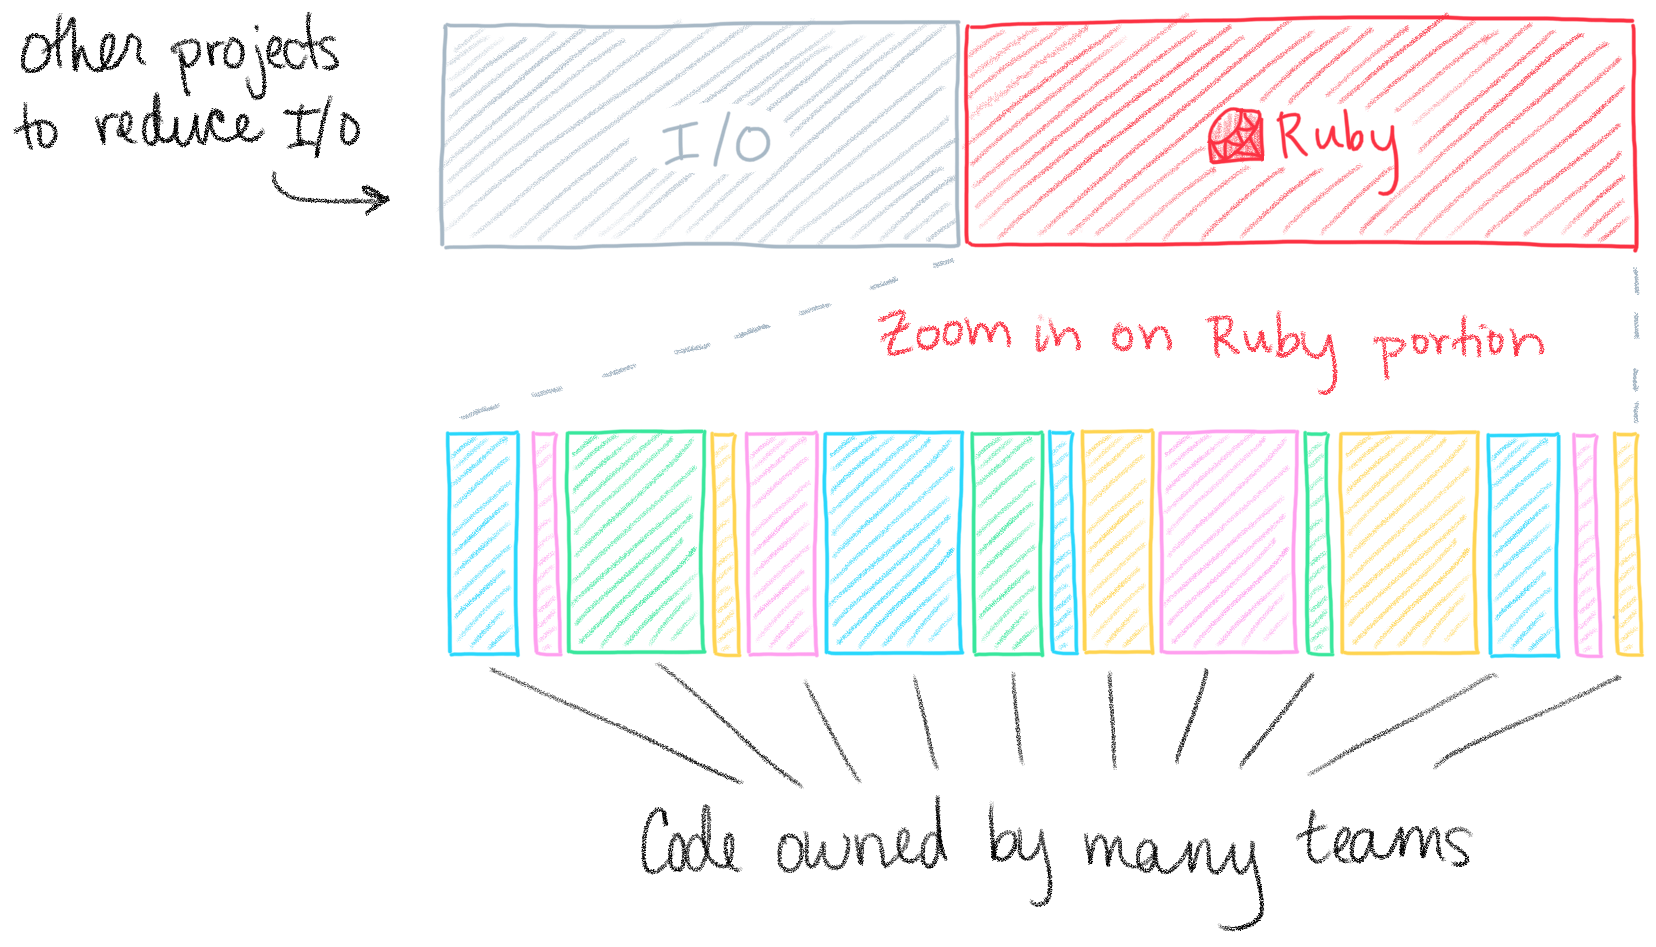 other projects
to reduce I/O
I/O
Ruby
Zoom in on Ruby portion
Code owned by many teams